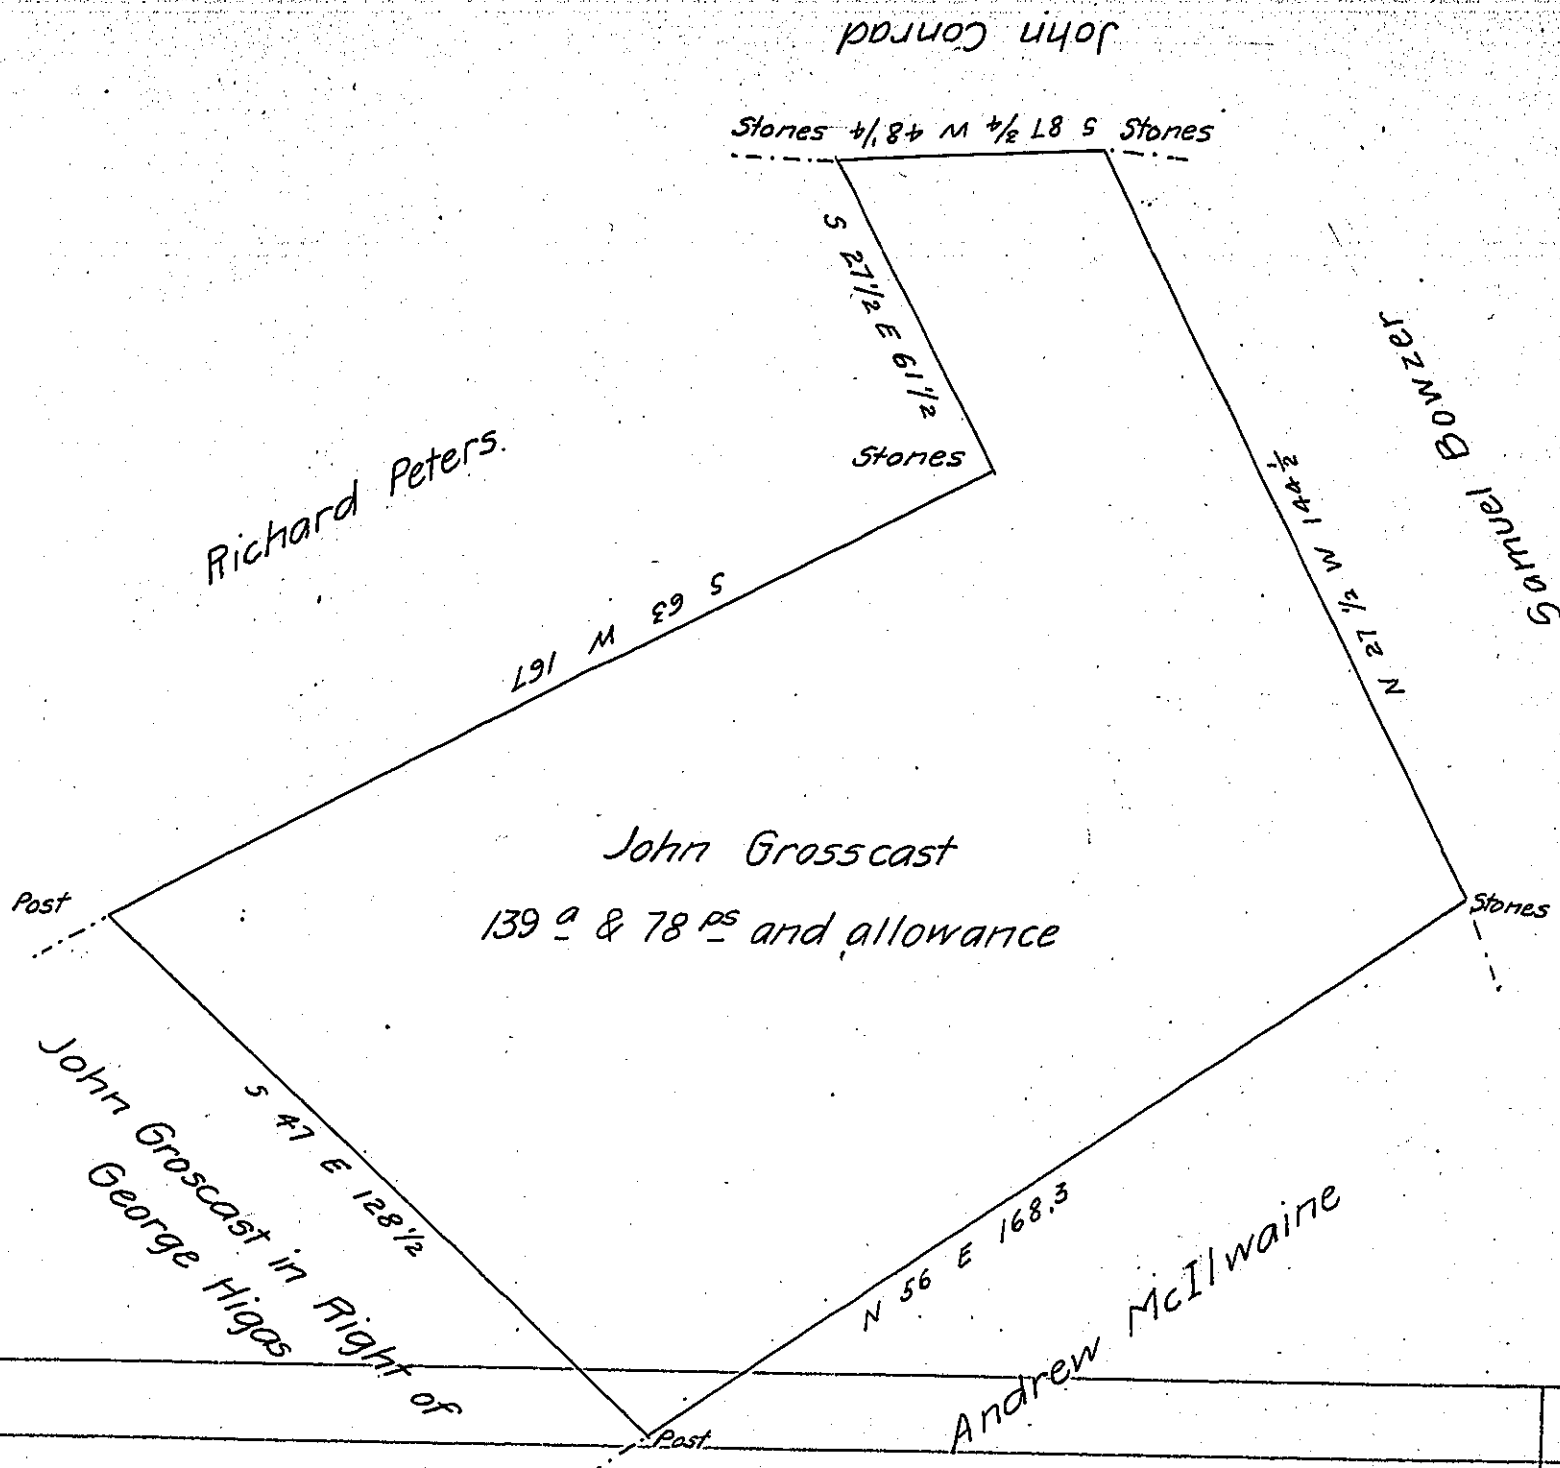 John Conrad
Stones
S 87 3/4 W 48 1/4
Stones
S 27 1/2 E 61 1/2
Stones
Samuel Bowzer
N 27 1/2 W 144 1/2
Richard Peters.
S 63 W 167
John Grosscast
139 a & 78 ps and allowance
Post
Stones
John Groscast in Right of
George Higas
S 47 E 128 1/2
N 56 E 168.3
Andrew McIlwaine
Post